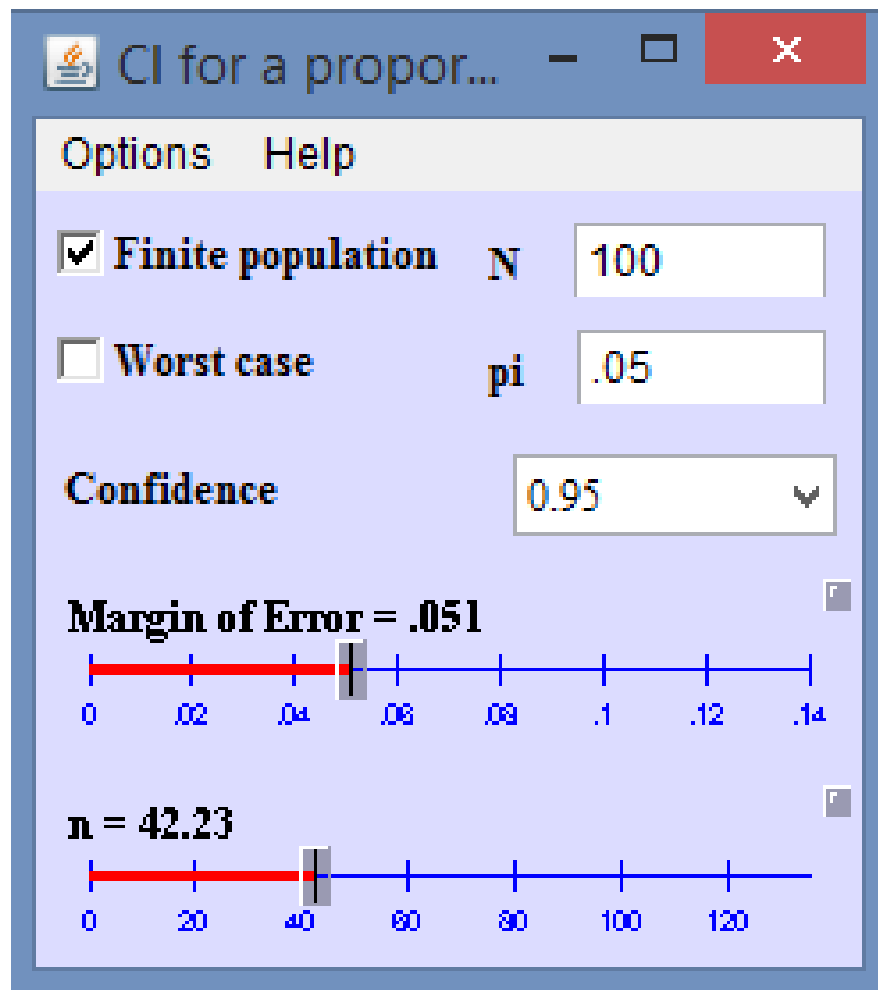 CI for a propor...
Options Help
Finite population N 100
Worst case pi .05
Confidence 0.95
Margin of Error = .051
0 .02 .04 .06 .08 .1 .12 .14
n = 42.23
0 20 40 60 80 100 120